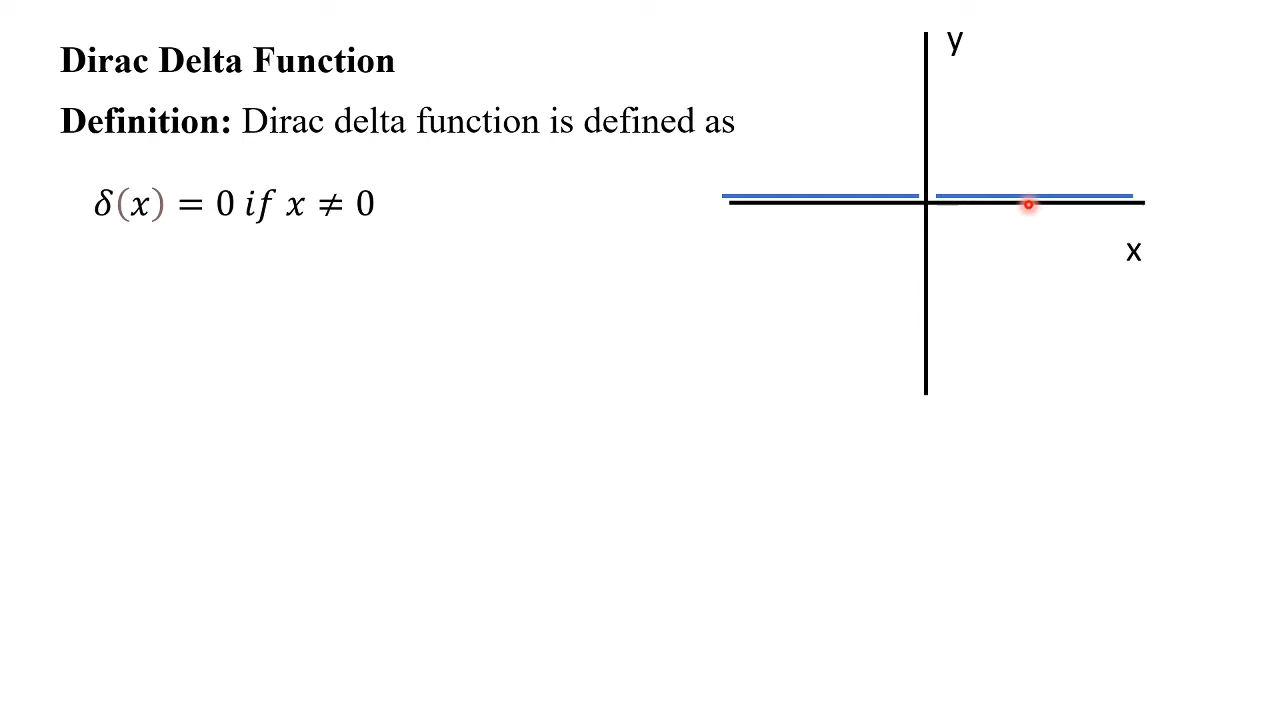 Dirac Delta Function
Definition: Dirac delta function is defined as
δ(x) = 0 if x ≠ 0
y
x